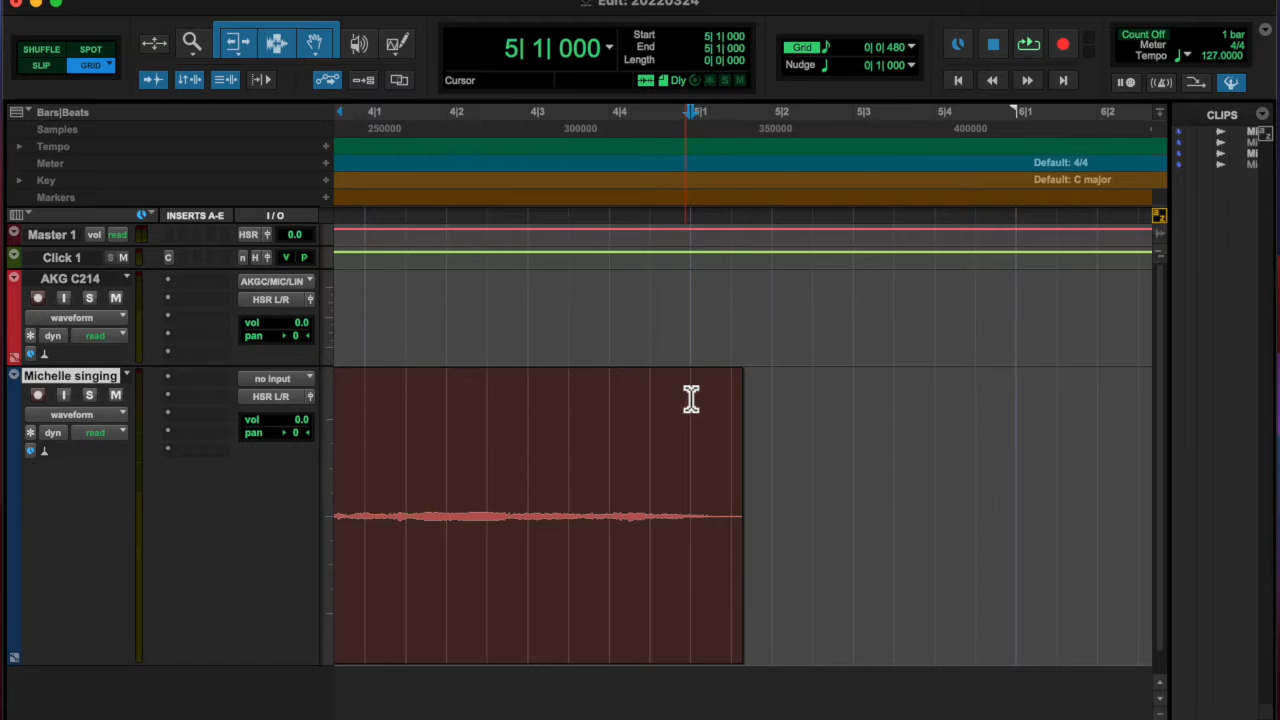 Edit: 20220324
SHUFFLE SPOT
SLIP GRID
5| 1| 000
Start 5| 1| 000
End 5| 1| 000
Length 0| 0| 000
Cursor
Dly S M
Grid 0| 0| 480
Nudge 0| 1| 000
Count Off 1 bar
Meter 4/4
Tempo 127.0000
Bars|Beats 4|1 4|2 4|3 4|4 5|1 5|2 5|3 5|4 6|1 6|2
Samples 250000 300000 350000 400000
Tempo
Meter Default: 4/4
Key Default: C major
Markers
INSERTS A-E I / O
Master 1 vol read HSR 0.0
Click 1 S M C n H V P
AKG C214 AKGC/MIC/LIN
I S M HSR L/R
waveform vol 0.0
dyn read pan 0
Michelle singing no input
I S M HSR L/R
waveform vol 0.0
dyn read pan 0
CLIPS
Mi
Mi
Mi
Mi
a z
a z